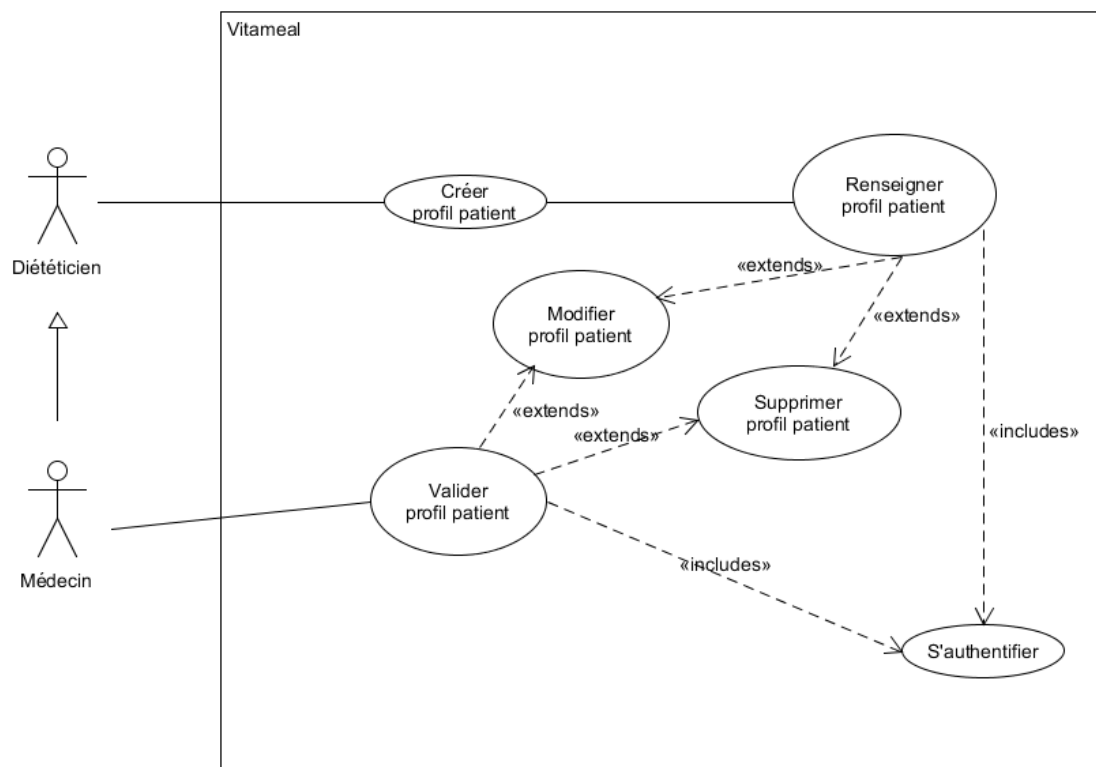 Vitameal
Créer
profil patient
Renseigner
profil patient
Diététicien
«extends»
Modifier
profil patient
«extends»
Supprimer
profil patient
«extends»
«extends»
«includes»
Valider
profil patient
Médecin
«includes»
S'authentifier